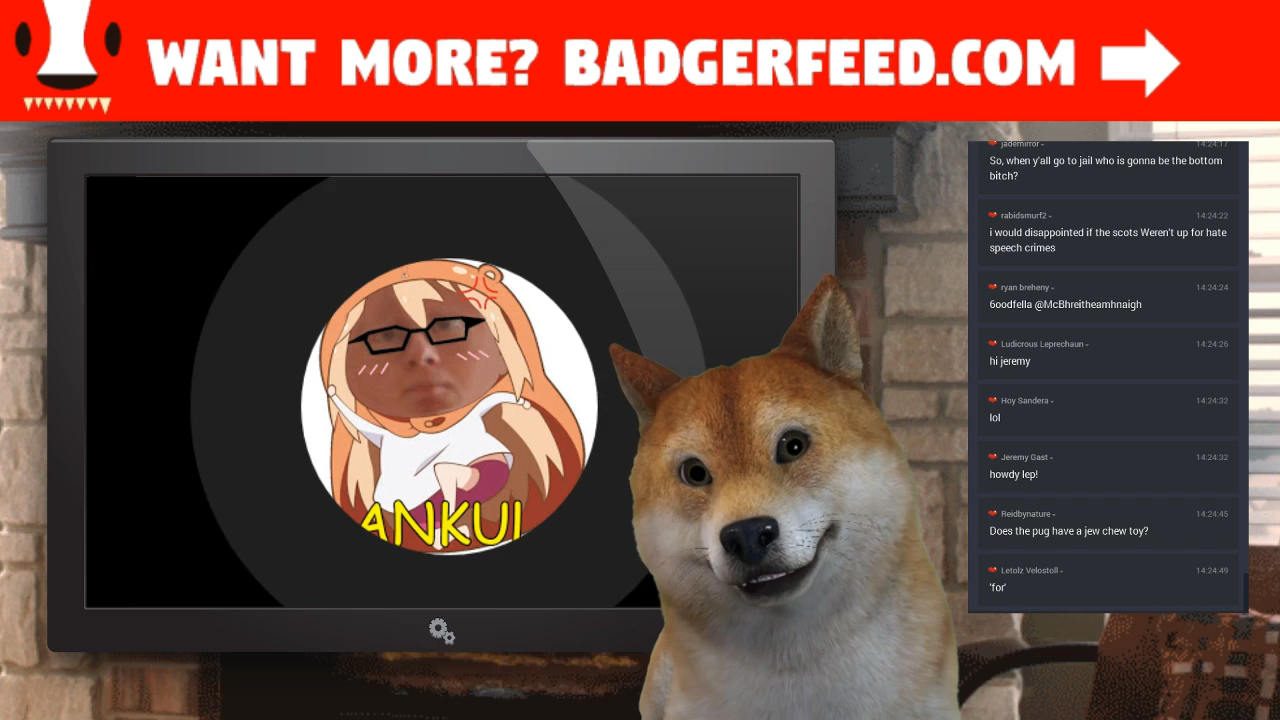 WANT MORE? BADGERFEED.COM
ANKUL
jademirror
14:24:17
So, when y'all go to jail who is gonna be the bottom
bitch?
rabidsmurf2
14:24:22
i would disappointed if the scots Weren't up for hate
speech crimes
ryan breheny
14:24:24
6oodfella @McBhreitheamhnaigh
Ludicrous Leprechaun
14:24:26
hi jeremy
Hoy Sandera
14:24:32
lol
Jeremy Gast
14:24:32
howdy lep!
Reidbynature
14:24:45
Does the pug have a jew chew toy?
Letolz Velostoll
14:24:49
'for'